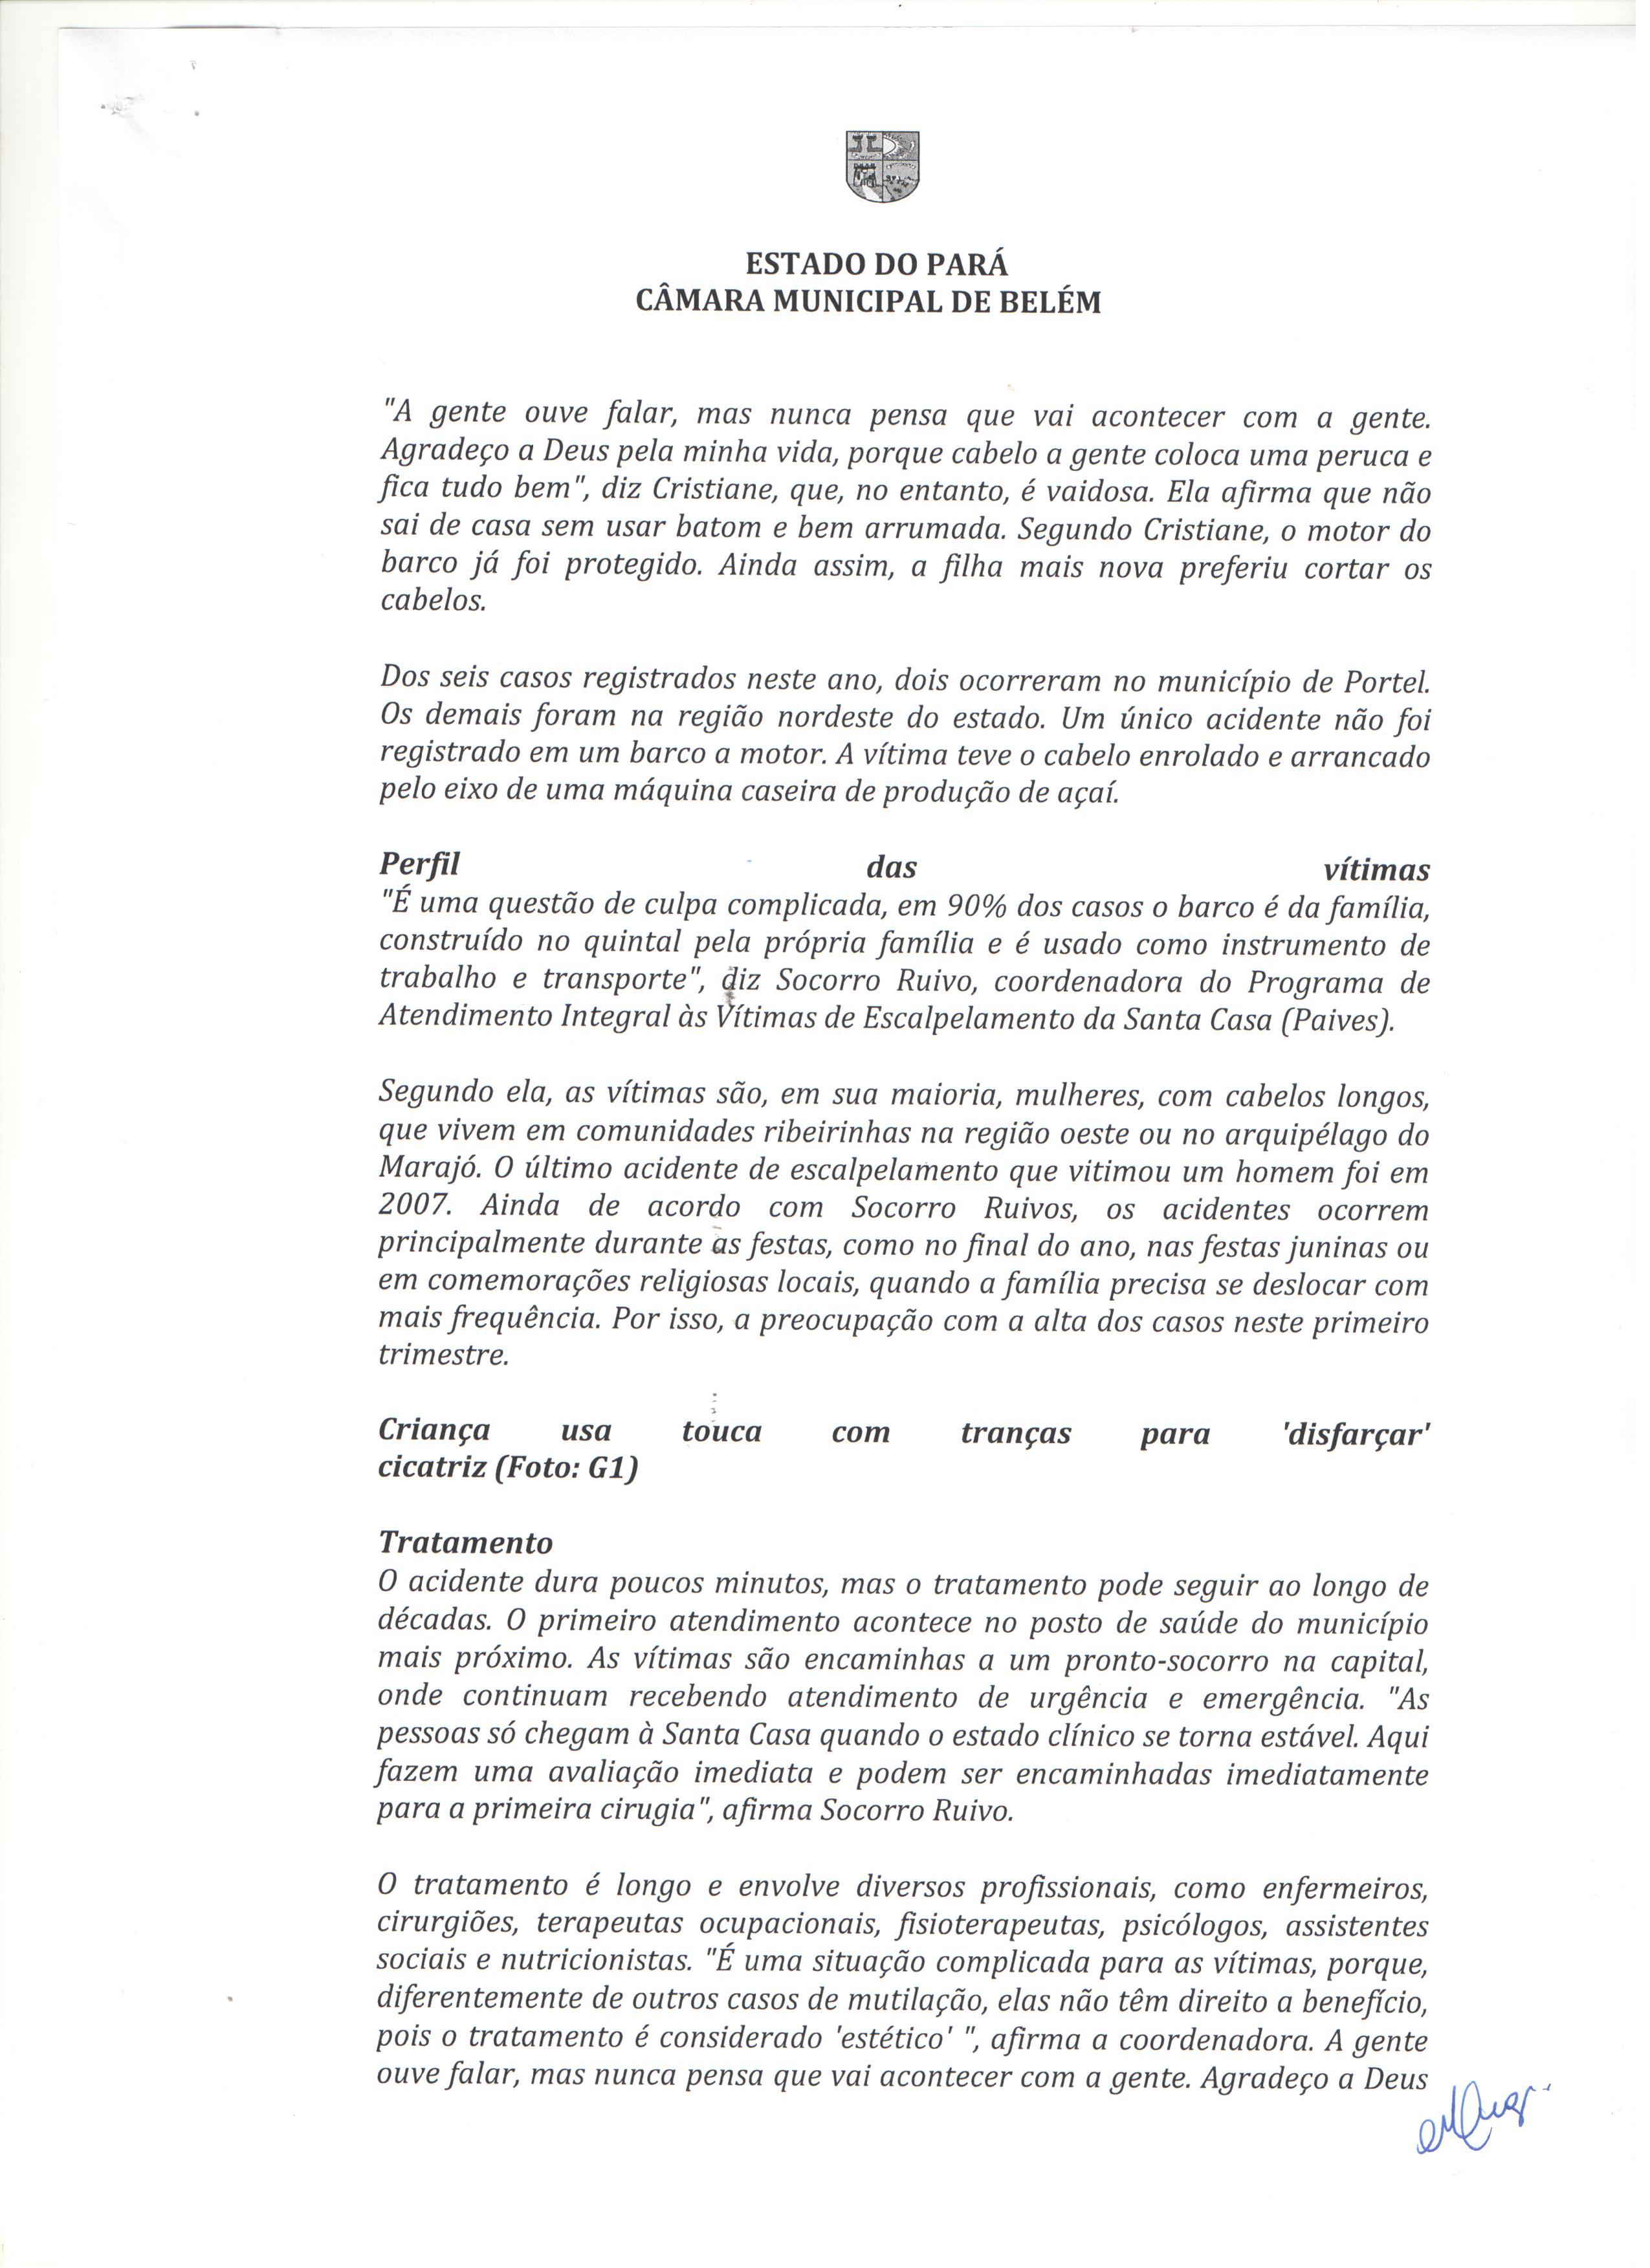 ESTADO DO PARÁ
CÂMARA MUNICIPAL DE BELÉM
"A gente ouve falar, mas nunca pensa que vai acontecer com a gente.
Agradeço a Deus pela minha vida, porque cabelo a gente coloca uma peruca e
fica tudo bem", diz Cristiane, que, no entanto, é vaidosa. Ela afirma que não
sai de casa sem usar batom e bem arrumada. Segundo Cristiane, o motor do
barco já foi protegido. Ainda assim, a filha mais nova preferiu cortar os
cabelos.
Dos seis casos registrados neste ano, dois ocorreram no município de Portel.
Os demais foram na região nordeste do estado. Um único acidente não foi
registrado em um barco a motor. A vítima teve o cabelo enrolado e arrancado
pelo eixo de uma máquina caseira de produção de açaí.
Perfil das vítimas
"É uma questão de culpa complicada, em 90% dos casos o barco é da família,
construído no quintal pela própria família e é usado como instrumento de
trabalho e transporte", diz Socorro Ruivo, coordenadora do Programa de
Atendimento Integral às Vítimas de Escalpelamento da Santa Casa (Paives).
Segundo ela, as vítimas são, em sua maioria, mulheres, com cabelos longos,
que vivem em comunidades ribeirinhas na região oeste ou no arquipélago do
Marajó. O último acidente de escalpelamento que vitimou um homem foi em
2007. Ainda de acordo com Socorro Ruivos, os acidentes ocorrem
principalmente durante as festas, como no final do ano, nas festas juninas ou
em comemorações religiosas locais, quando a família precisa se deslocar com
mais frequência. Por isso, a preocupação com a alta dos casos neste primeiro
trimestre.
Criança usa touca com tranças para 'disfarçar'
cicatriz (Foto: G1)
Tratamento
O acidente dura poucos minutos, mas o tratamento pode seguir ao longo de
décadas. O primeiro atendimento acontece no posto de saúde do município
mais próximo. As vítimas são encaminhas a um pronto-socorro na capital,
onde continuam recebendo atendimento de urgência e emergência. "As
pessoas só chegam à Santa Casa quando o estado clínico se torna estável. Aqui
fazem uma avaliação imediata e podem ser encaminhadas imediatamente
para a primeira cirugia", afirma Socorro Ruivo.
O tratamento é longo e envolve diversos profissionais, como enfermeiros,
cirurgiões, terapeutas ocupacionais, fisioterapeutas, psicólogos, assistentes
sociais e nutricionistas. "É uma situação complicada para as vítimas, porque,
diferentemente de outros casos de mutilação, elas não têm direito a benefício,
pois o tratamento é considerado 'estético' ", afirma a coordenadora. A gente
ouve falar, mas nunca pensa que vai acontecer com a gente. Agradeço a Deus